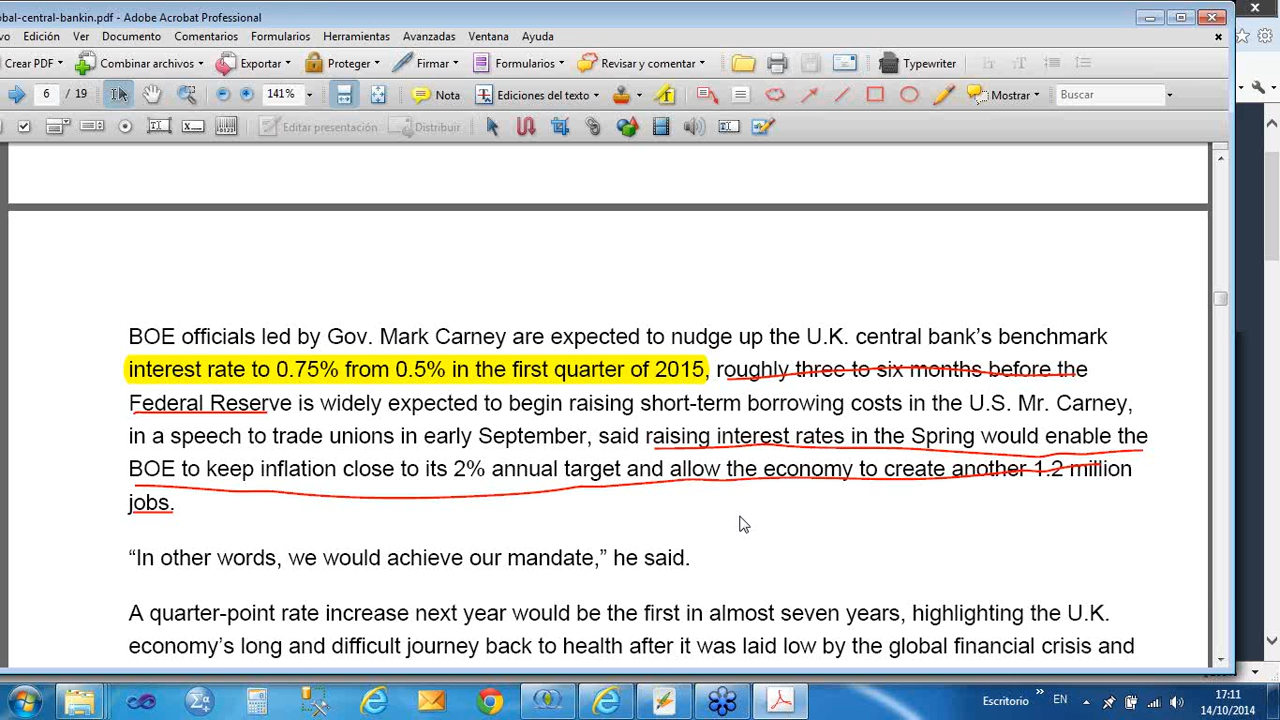 bal-central-bankin.pdf - Adobe Acrobat Professional
vo Edición Ver Documento Comentarios Formularios Herramientas Avanzadas Ventana Ayuda
Crear PDF Combinar archivos Exportar Proteger Firmar Formularios Revisar y comentar Typewriter
6 / 19 141% Nota Ediciones del texto Mostrar Buscar
Editar presentación Distribuir
BOE officials led by Gov. Mark Carney are expected to nudge up the U.K. central bank’s benchmark
interest rate to 0.75% from 0.5% in the first quarter of 2015, roughly three to six months before the
Federal Reserve is widely expected to begin raising short-term borrowing costs in the U.S. Mr. Carney,
in a speech to trade unions in early September, said raising interest rates in the Spring would enable the
BOE to keep inflation close to its 2% annual target and allow the economy to create another 1.2 million
jobs.
“In other words, we would achieve our mandate,” he said.
A quarter-point rate increase next year would be the first in almost seven years, highlighting the U.K.
economy’s long and difficult journey back to health after it was laid low by the global financial crisis and
Escritorio » EN 17:11
14/10/2014